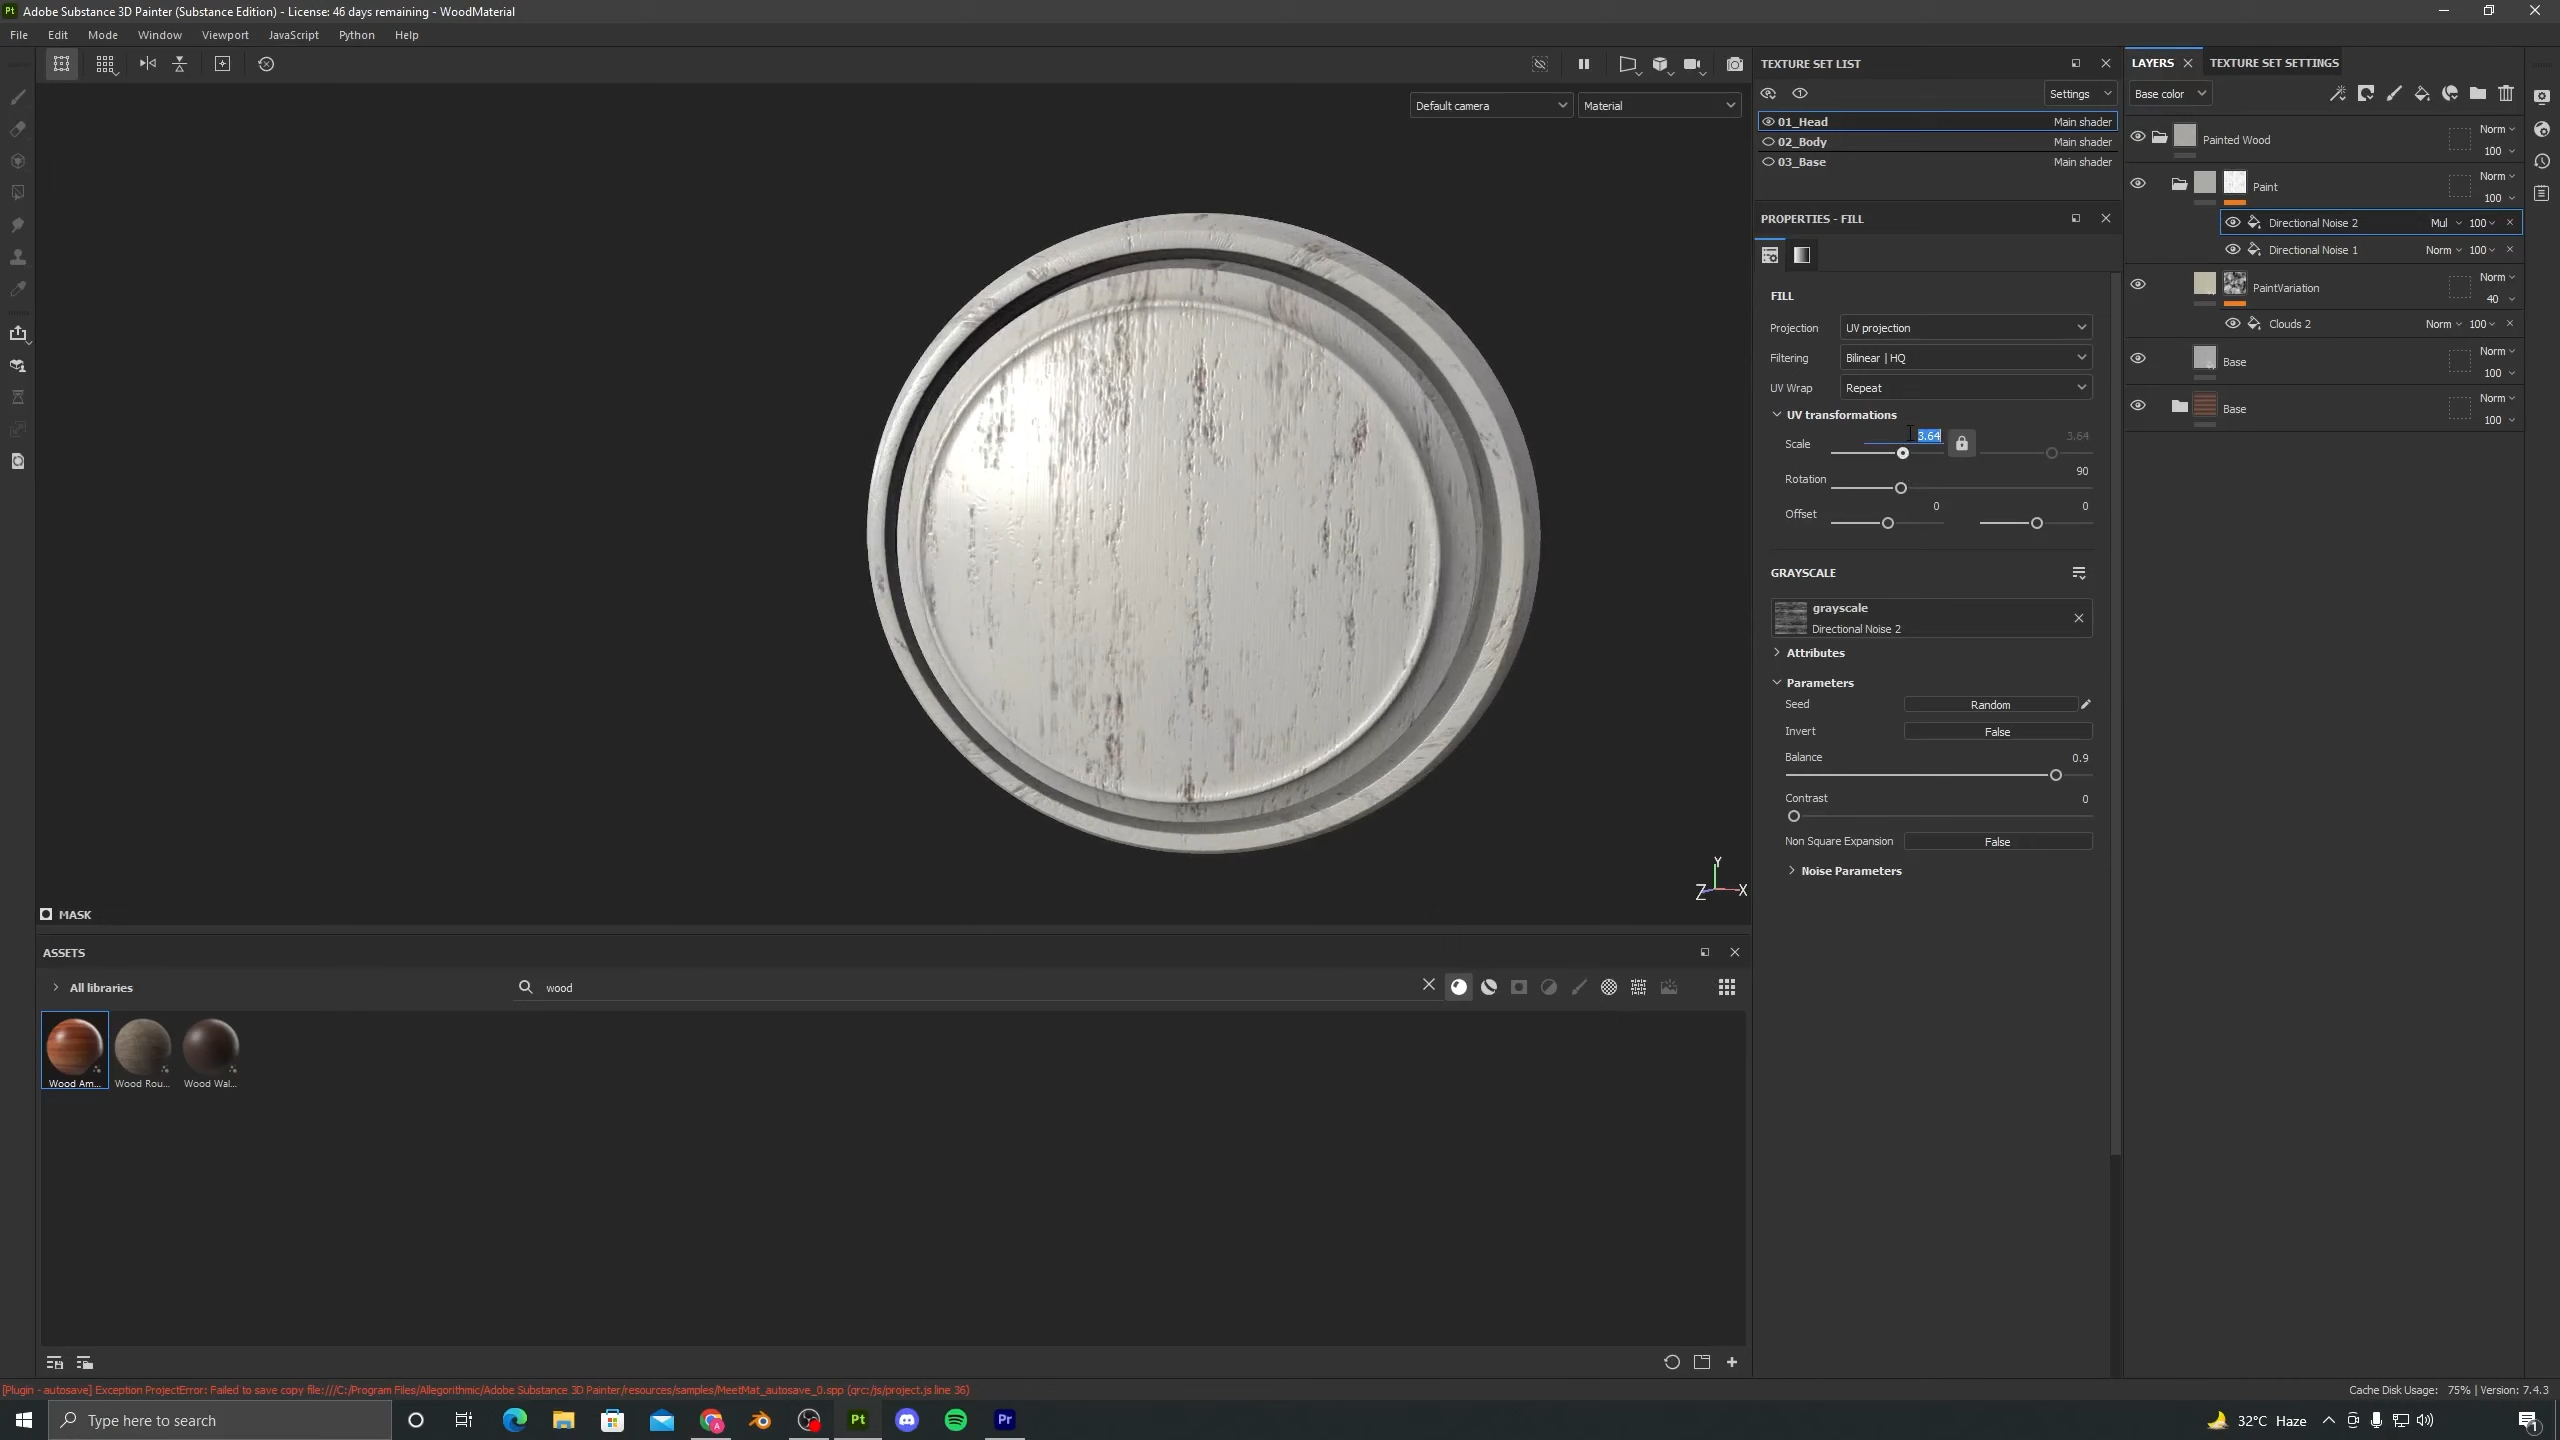 Pt Adobe Substance 3D Painter (Substance Edition) - License: 46 days remaining - WoodMaterial
File Edit Mode Window Viewport JavaScript Python Help
Default camera Material
Y
Z X
MASK
TEXTURE SET LIST
Settings
01_Head Main shader
02_Body Main shader
03_Base Main shader
PROPERTIES - FILL
FILL
Projection UV projection
Filtering Bilinear | HQ
UV Wrap Repeat
UV transformations
Scale 3.64 3.64
Rotation 90
Offset 0 0
GRAYSCALE
grayscale
Directional Noise 2
Attributes
Parameters
Seed Random
Invert False
Balance 0.9
Contrast 0
Non Square Expansion False
Noise Parameters
LAYERS TEXTURE SET SETTINGS
Base color
Painted Wood Norm
100
Paint Norm
100
Directional Noise 2 Mul 100
Directional Noise 1 Norm 100
PaintVariation Norm
40
Clouds 2 Norm 100
Base Norm
100
Base Norm
100
ASSETS
All libraries wood
Wood Am... Wood Rou... Wood Wal...
[Plugin - autosave] Exception ProjectError: Failed to save copy file:///C:/Program Files/Allegorithmic/Adobe Substance 3D Painter/resources/samples/MeetMat_autosave_0.spp (qrc:/js/project.js line 36)
Cache Disk Usage: 75% | Version: 7.4.3
Type here to search
Pt Pr
32°C Haze
1